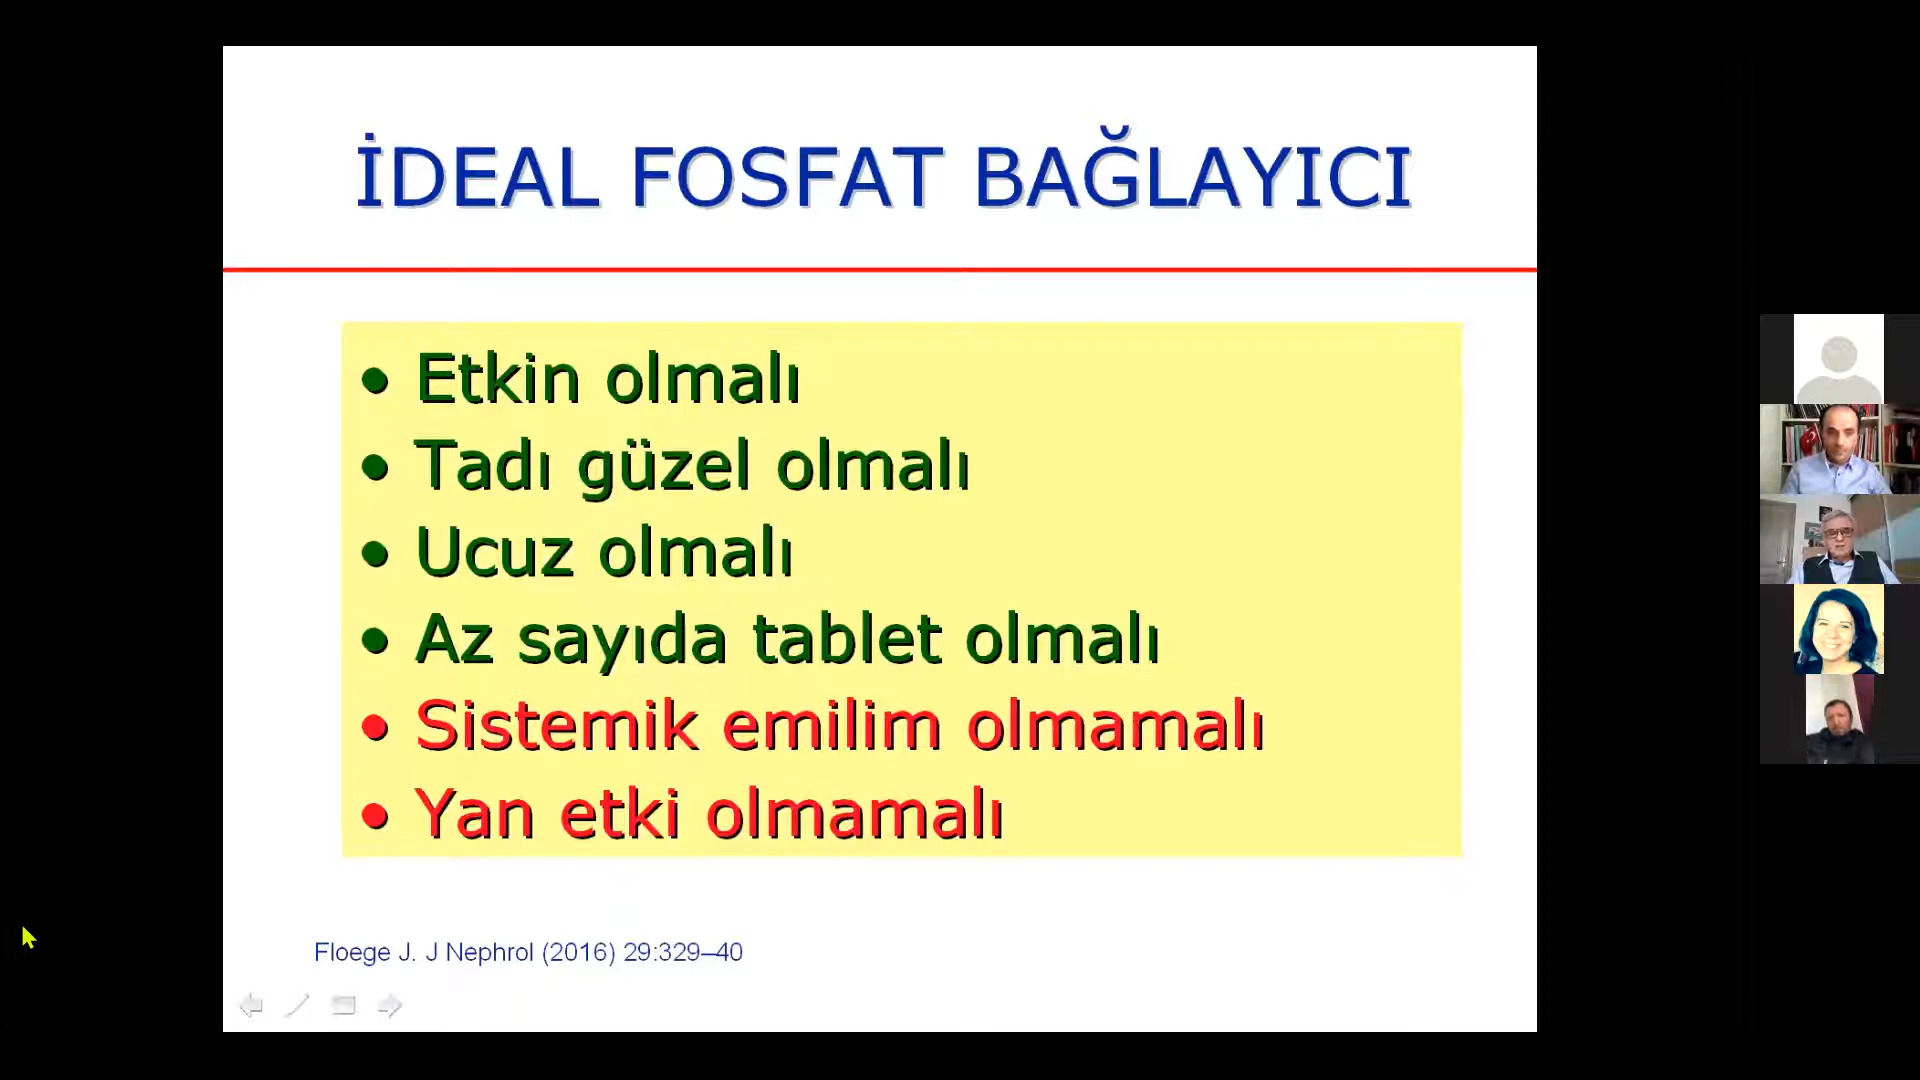 İDEAL FOSFAT BAĞLAYICI
• Etkin olmalı
• Tadı güzel olmalı
• Ucuz olmalı
• Az sayıda tablet olmalı
• Sistemik emilim olmamalı
• Yan etki olmamalı
Floege J. J Nephrol (2016) 29:329–40